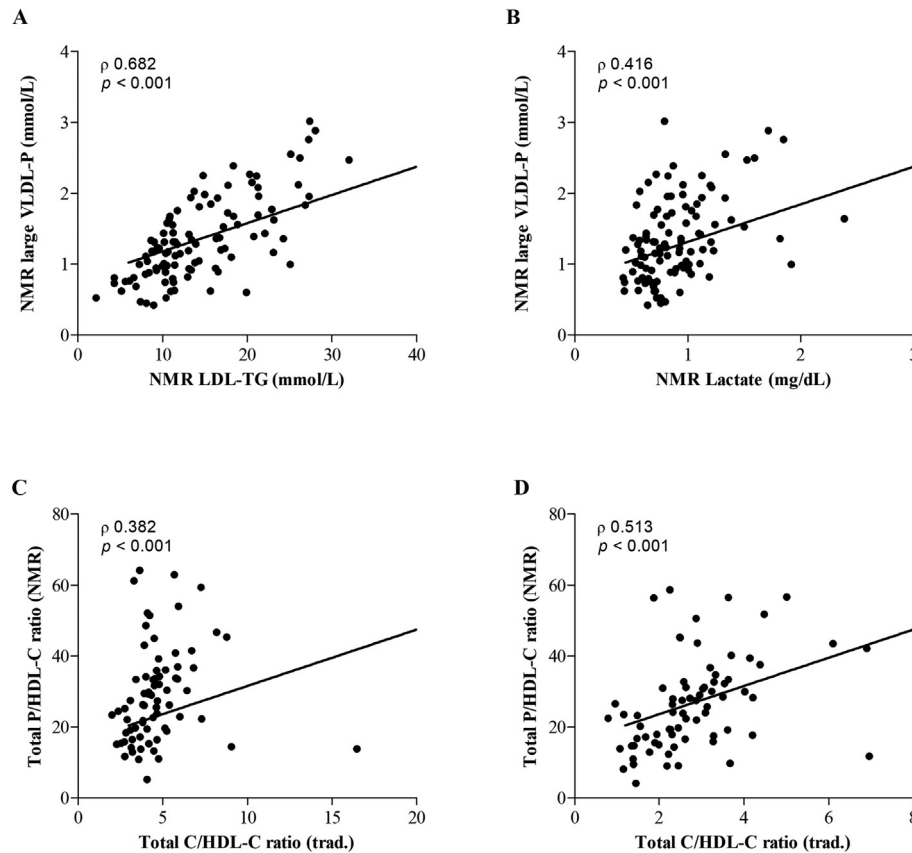 A
ρ 0.682
p < 0.001
NMR large VLDL-P (mmol/L)
4
3
2
1
0
0 10 20 30 40
NMR LDL-TG (mmol/L)
B
ρ 0.416
p < 0.001
NMR large VLDL-P (mmol/L)
4
3
2
1
0
0 1 2 3
NMR Lactate (mg/dL)
C
ρ 0.382
p < 0.001
Total P/HDL-C ratio (NMR)
80
60
40
20
0
0 5 10 15 20
Total C/HDL-C ratio (trad.)
D
ρ 0.513
p < 0.001
Total P/HDL-C ratio (NMR)
80
60
40
20
0
0 2 4 6 8
Total C/HDL-C ratio (trad.)